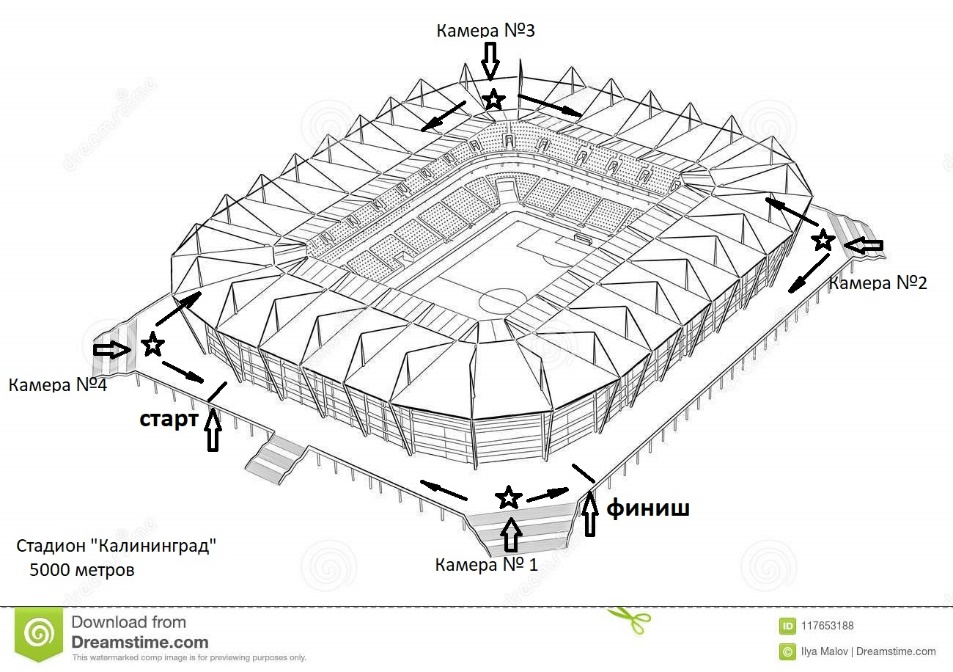 Камера №3
Камера №2
Камера №4
старт
финиш
Камера № 1
Стадион "Калининград"
5000 метров
Download from
Dreamstime.com
This watermarked comp image is for previewing purposes only.
ID 117653188
© Ilya Malov | Dreamstime.com